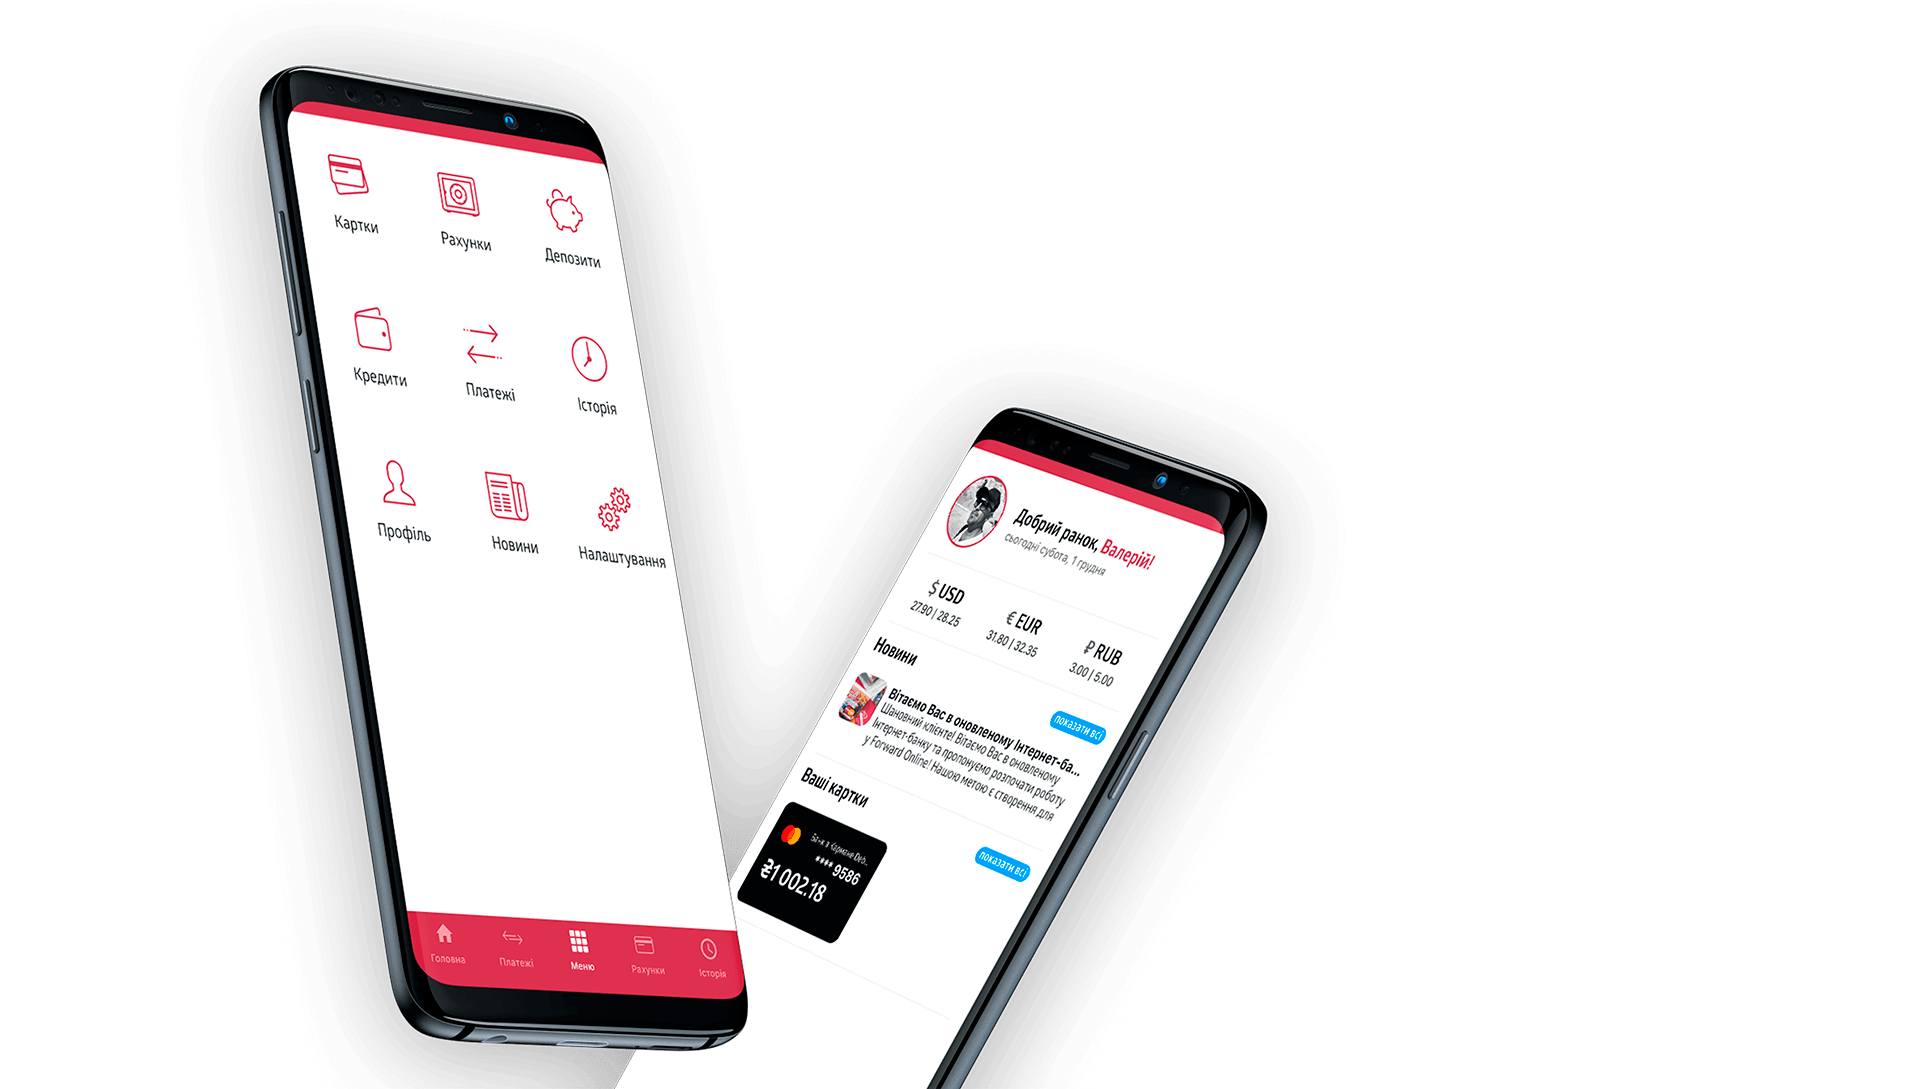 Картки
Рахунки
Депозити
Кредити
Платежі
Історія
Профіль
Новини
Налаштування
Головна
Платежі
Меню
Рахунки
Історія
Добрий ранок, Валерій!
сьогодні субота, 1 грудня
$ USD
27.90 | 28.25
€ EUR
31.80 | 32.35
₽ RUB
3.00 | 5.00
Новини
показати всі
Вітаємо Вас в оновленому Інтернет-ба...
Шановний клієнте! Вітаємо Вас в оновленому
Інтернет-банку та пропонуємо розпочати роботу
у Forward Online! Нашою метою є створення для
Ваші картки
показати всі
Банк в Кармане Deb..
**** 9586
₴1 002.18